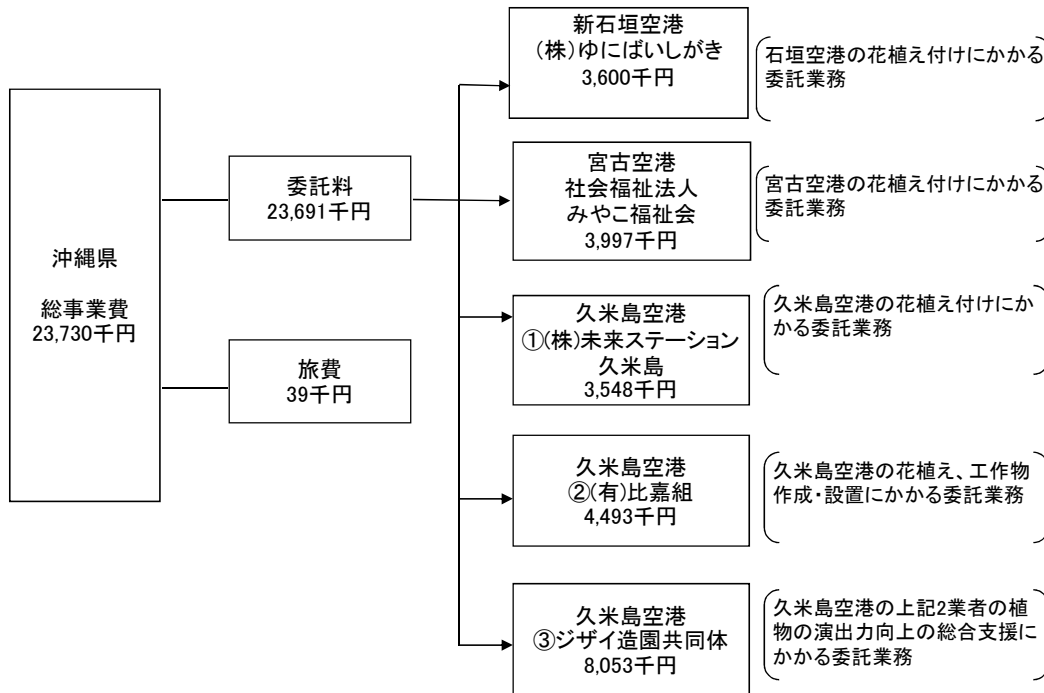 沖縄県
総事業費
23,730千円
委託料
23,691千円
旅費
39千円
新石垣空港
(株)ゆにばいしがき
3,600千円
石垣空港の花植え付けにかかる
委託業務
宮古空港
社会福祉法人
みやこ福祉会
3,997千円
宮古空港の花植え付けにかかる
委託業務
久米島空港
①(株)未来ステーション
久米島
3,548千円
久米島空港の花植え付けにか
かる委託業務
久米島空港
②(有)比嘉組
4,493千円
久米島空港の花植え、工作物
作成・設置にかかる委託業務
久米島空港
③ジザイ造園共同体
8,053千円
久米島空港の上記2業者の植
物の演出力向上の総合支援に
かかる委託業務